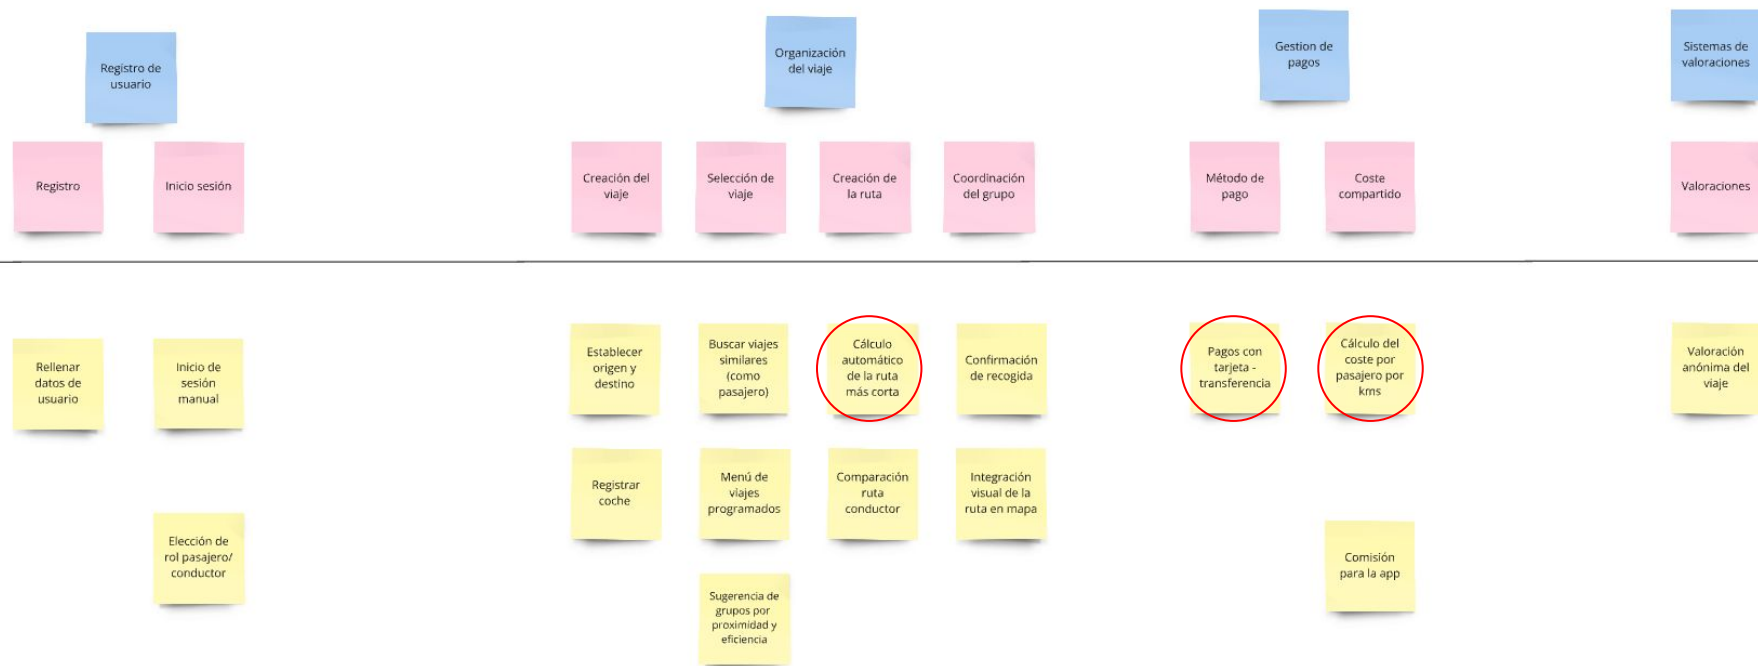 Registro de
usuario
Organización
del viaje
Gestion de
pagos
Sistemas de
valoraciones
Registro
Inicio sesión
Creación del
viaje
Selección de
viaje
Creación de
la ruta
Coordinación
del grupo
Método de
pago
Coste
compartido
Valoraciones
Rellenar
datos de
usuario
Inicio de
sesión
manual
Establecer
origen y
destino
Buscar viajes
similares
(como
pasajero)
Cálculo
automático
de la ruta
más corta
Confirmación
de recogida
Pagos con
tarjeta -
transferencia
Cálculo del
coste por
pasajero por
kms
Valoración
anónima del
viaje
Registrar
coche
Menú de
viajes
programados
Comparación
ruta
conductor
Integración
visual de la
ruta en mapa
Elección de
rol pasajero/
conductor
Comisión
para la app
Sugerencia de
grupos por
proximidad y
eficiencia